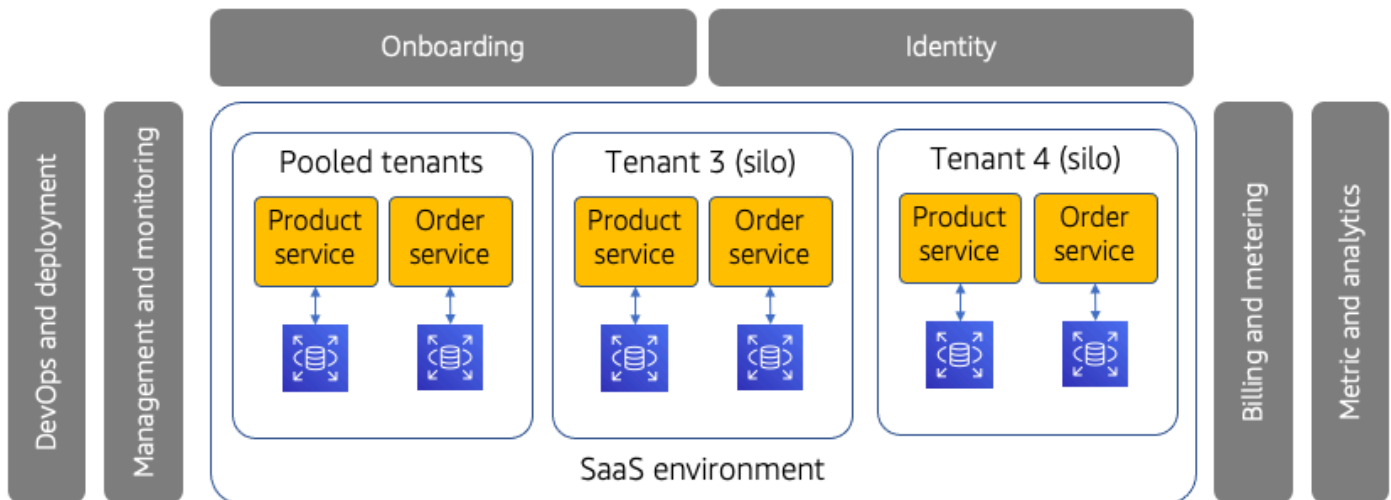 Onboarding
Identity
DevOps and deployment
Management and monitoring
Pooled tenants
Product
service
Order
service
Tenant 3 (silo)
Product
service
Order
service
Tenant 4 (silo)
Product
service
Order
service
SaaS environment
Billing and metering
Metric and analytics